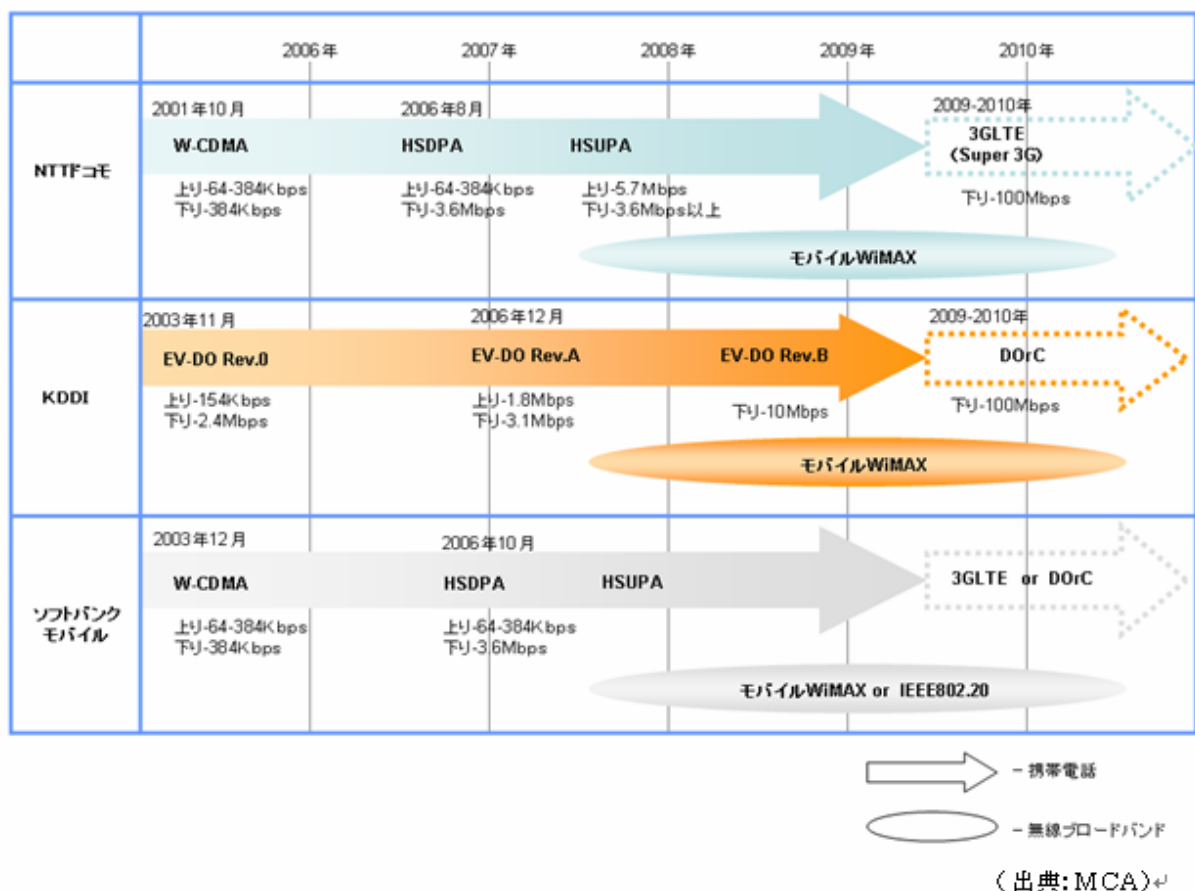 2006年
2007年
2008年
2009年
2010年
NTTドコモ
2001年10月
2006年8月
2009-2010年
W-CDMA
HSDPA
HSUPA
3GLTE
(Super 3G)
上り-64-384Kbps
下り-384Kbps
上り-64-384Kbps
下り-3.6Mbps
上り-5.7Mbps
下り-3.6Mbps以上
下り-100Mbps
モバイルWiMAX
KDDI
2003年11月
2006年12月
2009-2010年
EV-DO Rev.0
EV-DO Rev.A
EV-DO Rev.B
DOrC
上り-154Kbps
下り-2.4Mbps
上り-1.8Mbps
下り-3.1Mbps
下り-10Mbps
下り-100Mbps
モバイルWiMAX
ソフトバンク
モバイル
2003年12月
2006年10月
W-CDMA
HSDPA
HSUPA
3GLTE or DOrC
上り-64-384Kbps
下り-384Kbps
上り-64-384Kbps
下り-3.6Mbps
モバイルWiMAX or IEEE802.20
－携帯電話
－無線ブロードバンド
(出典:MCA)↵